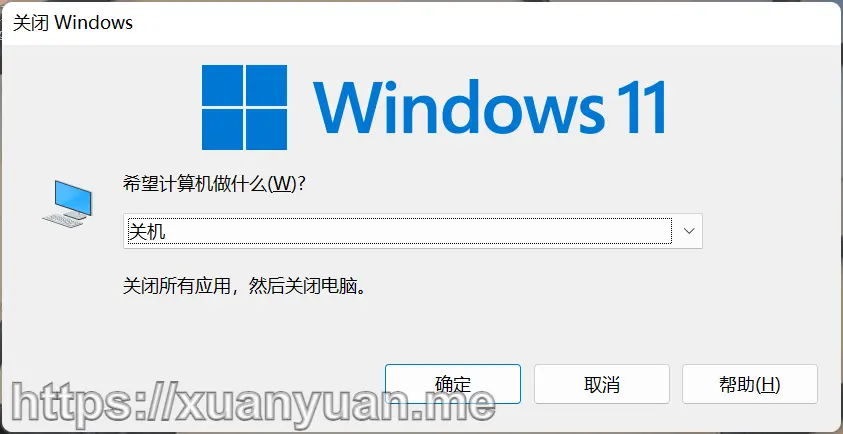 关闭 Windows
Windows 11
希望计算机做什么(W)?
关机
关闭所有应用，然后关闭电脑。
确定
取消
帮助(H)
https://xuanyuan.me